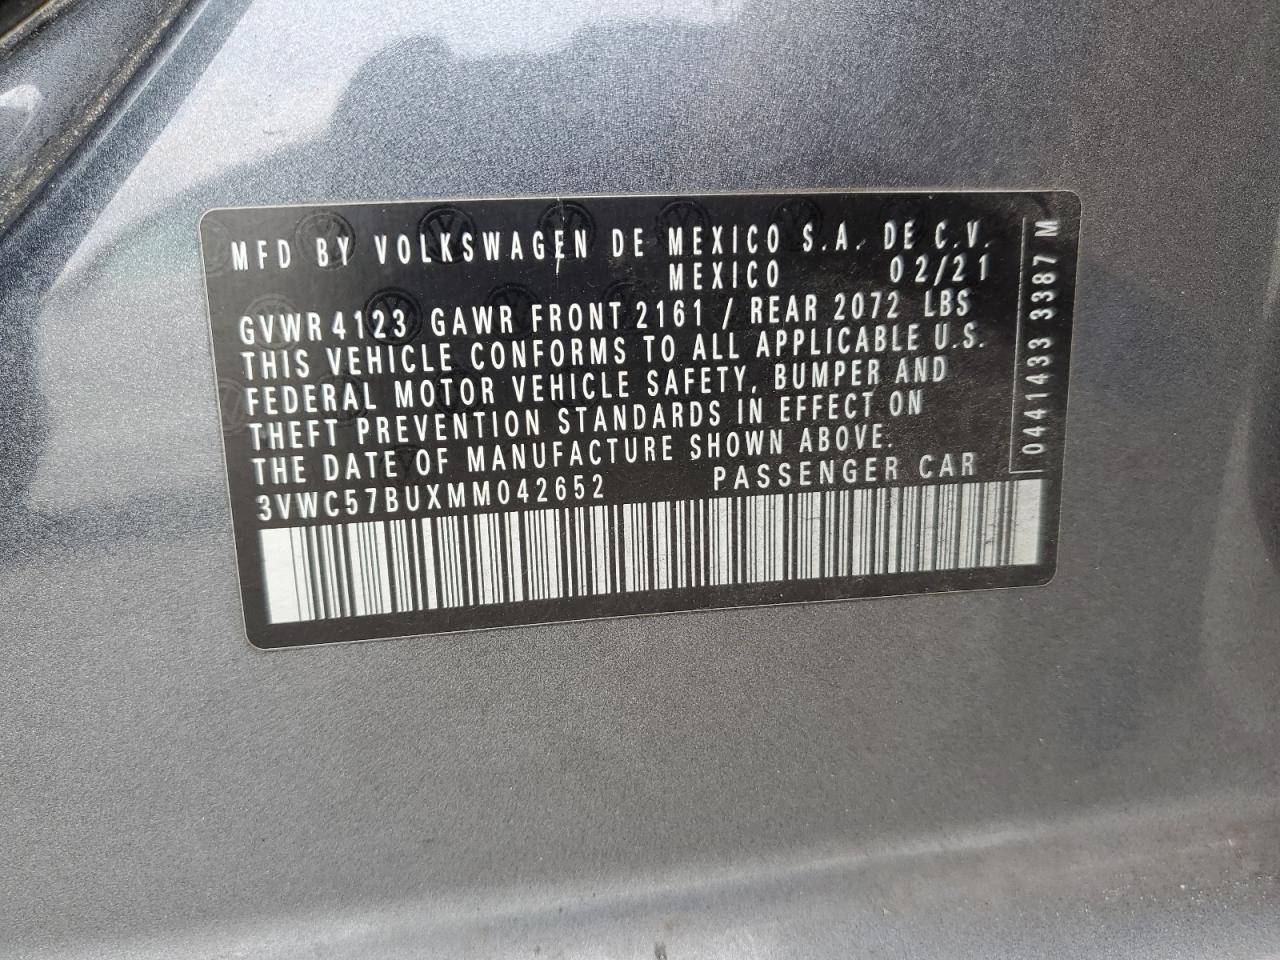 MFD BY VOLKSWAGEN DE MEXICO S.A. DE C.V.
MEXICO 02/21
GVWR 4123 GAWR FRONT 2161 / REAR 2072 LBS
THIS VEHICLE CONFORMS TO ALL APPLICABLE U.S.
FEDERAL MOTOR VEHICLE SAFETY, BUMPER AND
THEFT PREVENTION STANDARDS IN EFFECT ON
THE DATE OF MANUFACTURE SHOWN ABOVE.
3VWC57BUXMM042652 PASSENGER CAR
0441433 3387 M